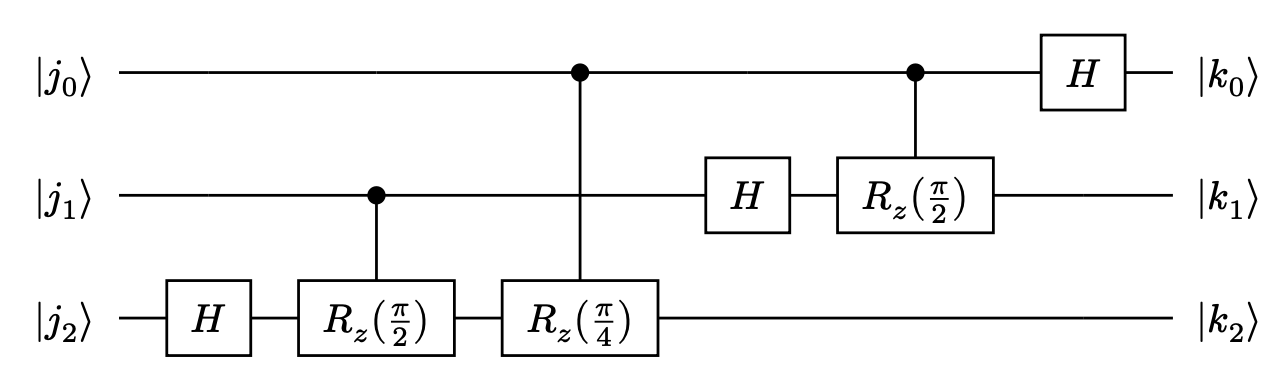 |j₀⟩ H |k₀⟩
|j₁⟩ H R_z(π/2) |k₁⟩
|j₂⟩ H R_z(π/2) R_z(π/4) |k₂⟩